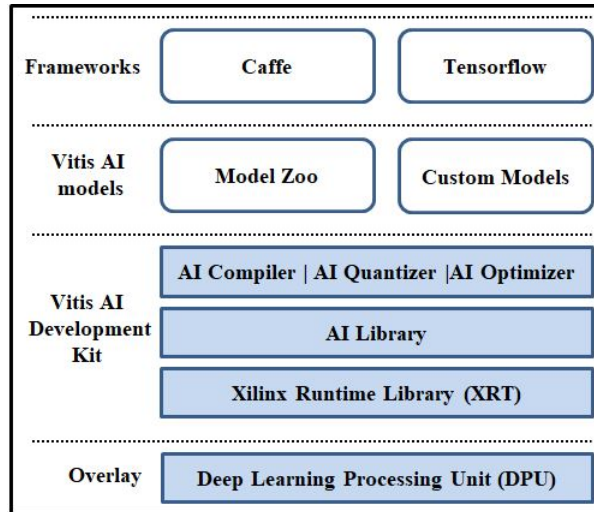 Frameworks
Caffe
Tensorflow
Vitis AI
models
Model Zoo
Custom Models
Vitis AI
Development
Kit
AI Compiler | AI Quantizer |AI Optimizer
AI Library
Xilinx Runtime Library (XRT)
Overlay
Deep Learning Processing Unit (DPU)